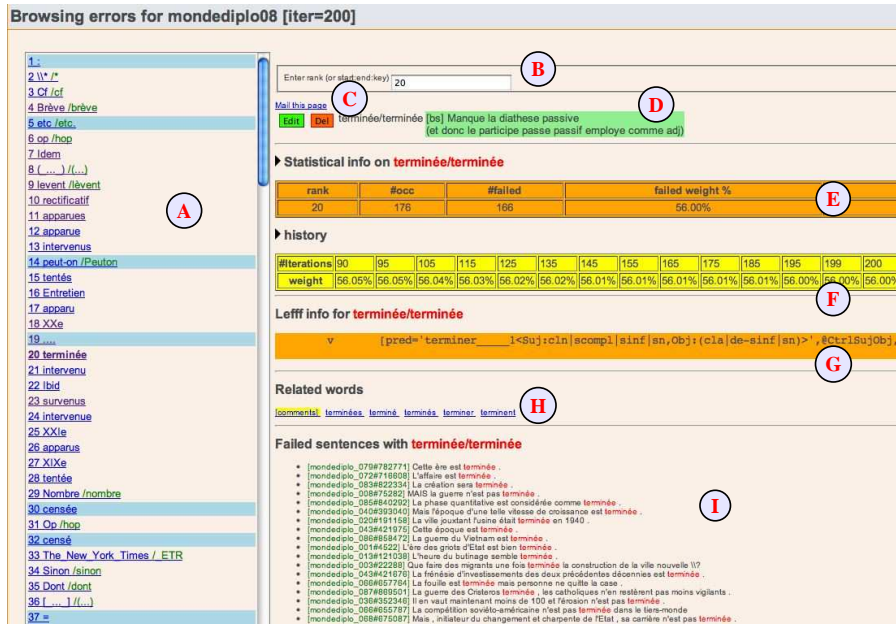 Browsing errors for mondediplo08 [iter=200]
1 :
2 \\* /*
3 Cf /cf
4 Brève /brève
5 etc /etc.
6 op /hop
7 Idem
8 (_..._) /(...)
9 levent /lèvent
10 rectificatif
11 apparues
12 apparue
13 intervenus
14 peut-on /Peuton
15 tentés
16 Entretien
17 apparu
18 XXe
19 ....
20 terminée
21 intervenu
22 Ibid
23 survenus
24 intervenue
25 XXIe
26 apparus
27 XIXe
28 tentée
29 Nombre /nombre
30 censée
31 Op /hop
32 censé
33 The_New_York_Times /_ETR
34 Sinon /sinon
35 Dont /dont
36 [_..._] /(...)
37 =
A
Enter rank (or start:end:key) 20
B
Mail this page
C
Edit Del terminée/terminée [bs] Manque la diathese passive
(et donc le participe passe passif employe comme adj)
D
Statistical info on terminée/terminée
rank #occ #failed failed weight %
20 176 166 56.00%
E
history
#Iterations 90 95 105 115 125 135 145 155 165 175 185 195 199 200
weight 56.05% 56.05% 56.04% 56.03% 56.02% 56.02% 56.01% 56.01% 56.01% 56.01% 56.01% 56.00% 56.00% 56.00%
F
Lefff info for terminée/terminée
v [pred='terminer_____1<Suj:cln|scompl|sinf|sn,Obj:(cla|de-sinf|sn)>',@CtrlSujObj,
G
Related words
[comments] terminées terminé terminés terminer terminent
H
Failed sentences with terminée/terminée
[mondediplo_079#782771] Cette ère est terminée .
[mondediplo_072#716608] L'affaire est terminée .
[mondediplo_083#822334] La création sera terminée .
[mondediplo_008#75282] MAIS la guerre n'est pas terminée .
[mondediplo_085#840292] La phase quantitative est considérée comme terminée .
[mondediplo_040#393040] Mais l'époque d'une telle vitesse de croissance est terminée .
[mondediplo_020#191158] La ville jouxtant l'usine était terminée en 1940 .
[mondediplo_043#421975] Cette époque est terminée .
[mondediplo_086#858472] La guerre du Vietnam est terminée .
[mondediplo_001#4522] L'ère des griots d'Etat est bien terminée .
[mondediplo_013#121038] L'heure du butinage semble terminée .
[mondediplo_003#22288] Que faire des migrants une fois terminée la construction de la ville nouvelle \\?
[mondediplo_043#421676] La frénésie d'investissements des deux précédentes décennies est terminée .
[mondediplo_066#657764] La fouille est terminée mais personne ne quitte la case .
[mondediplo_087#869501] La guerre des Cristeros terminée , les catholiques n'en restèrent pas moins vigilants .
[mondediplo_036#352346] Il en vaut maintenant moins de 100 et l'érosion n'est pas terminée .
[mondediplo_066#655787] La compétition soviéto-américaine n'est pas terminée dans le tiers-monde
[mondediplo_068#675087] Mais , initiateur du changement et charpente de l'Etat , sa carrière n'est pas terminée .
I